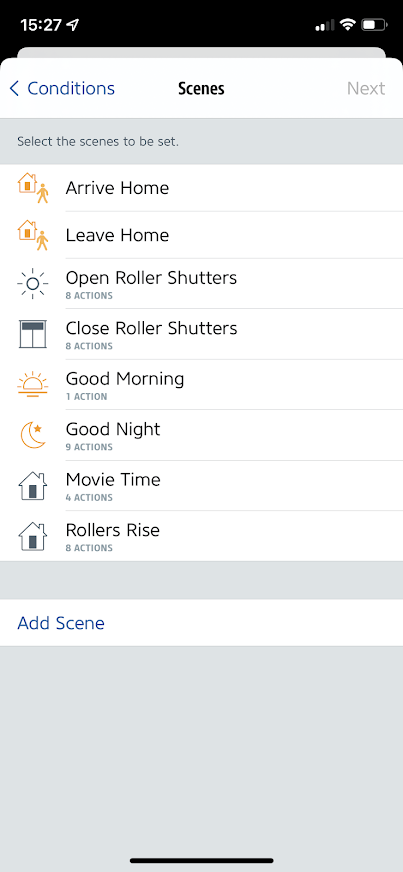 15:27
Conditions
Scenes
Next
Select the scenes to be set.
Arrive Home
Leave Home
Open Roller Shutters
8 ACTIONS
Close Roller Shutters
8 ACTIONS
Good Morning
1 ACTION
Good Night
9 ACTIONS
Movie Time
4 ACTIONS
Rollers Rise
8 ACTIONS
Add Scene